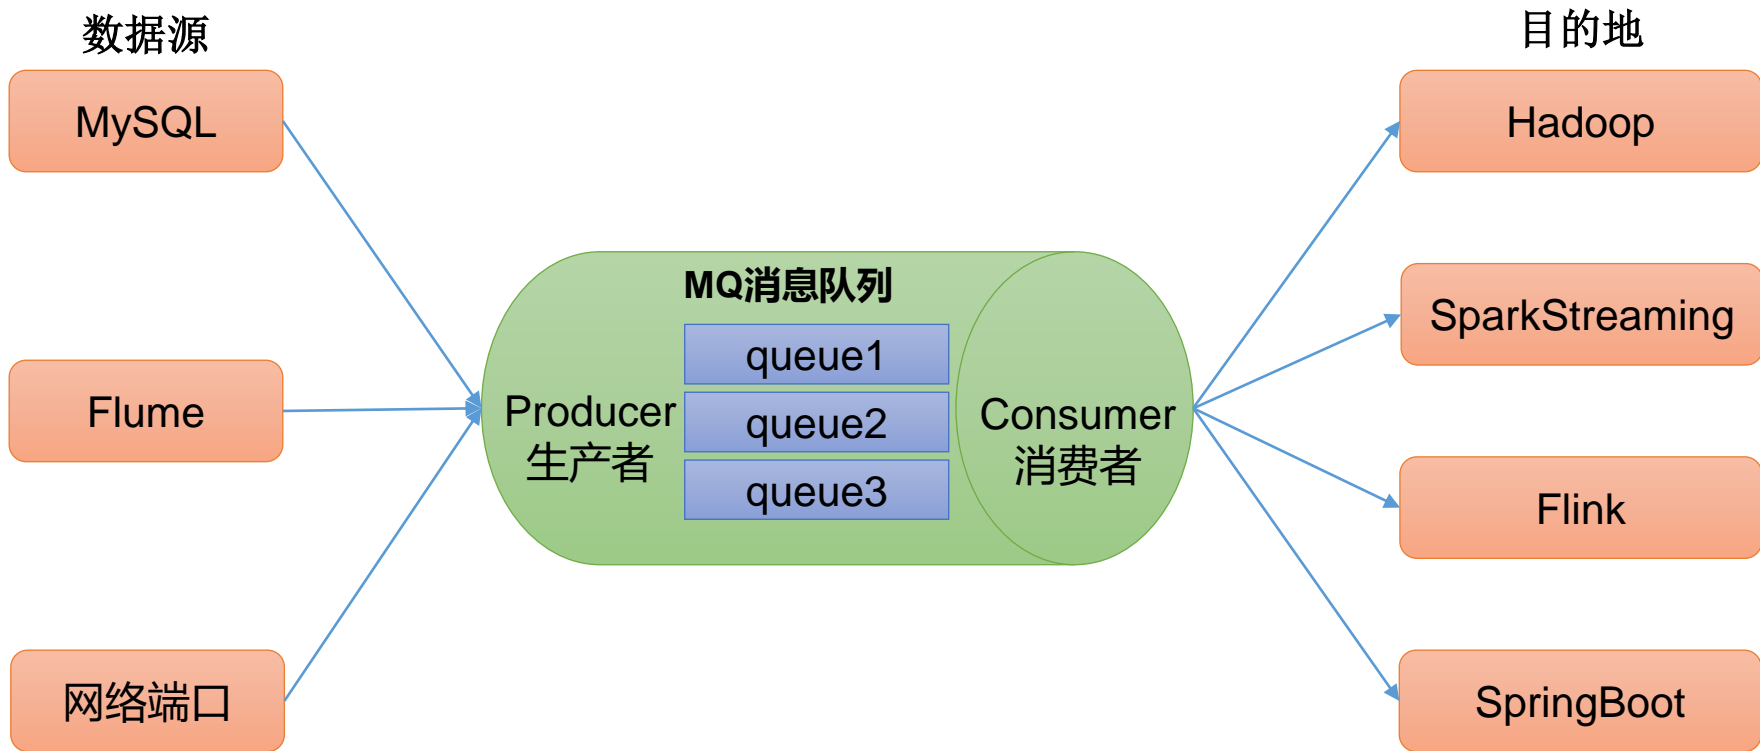 数据源
目的地
MySQL
Hadoop
MQ消息队列
SparkStreaming
queue1
Flume
Producer
生产者
queue2
Consumer
消费者
queue3
Flink
网络端口
SpringBoot